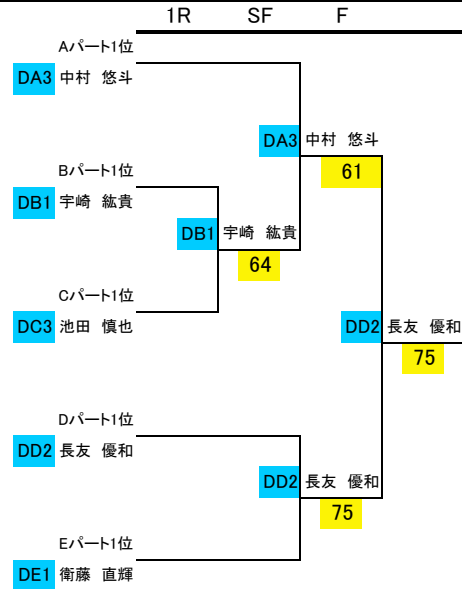 1R SF F
Aパート1位
DA3 中村 悠斗
DA3 中村 悠斗
61
Bパート1位
DB1 宇崎 紘貴
DB1 宇崎 紘貴
64
Cパート1位
DC3 池田 慎也
DD2 長友 優和
75
Dパート1位
DD2 長友 優和
DD2 長友 優和
75
Eパート1位
DE1 衛藤 直輝